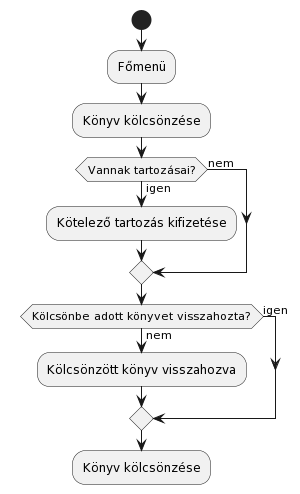 Főmenü
Könyv kölcsönzése
Vannak tartozásai?
nem
igen
Kötelező tartozás kifizetése
Kölcsönbe adott könyvet visszahozta?
igen
nem
Kölcsönzött könyv visszahozva
Könyv kölcsönzése